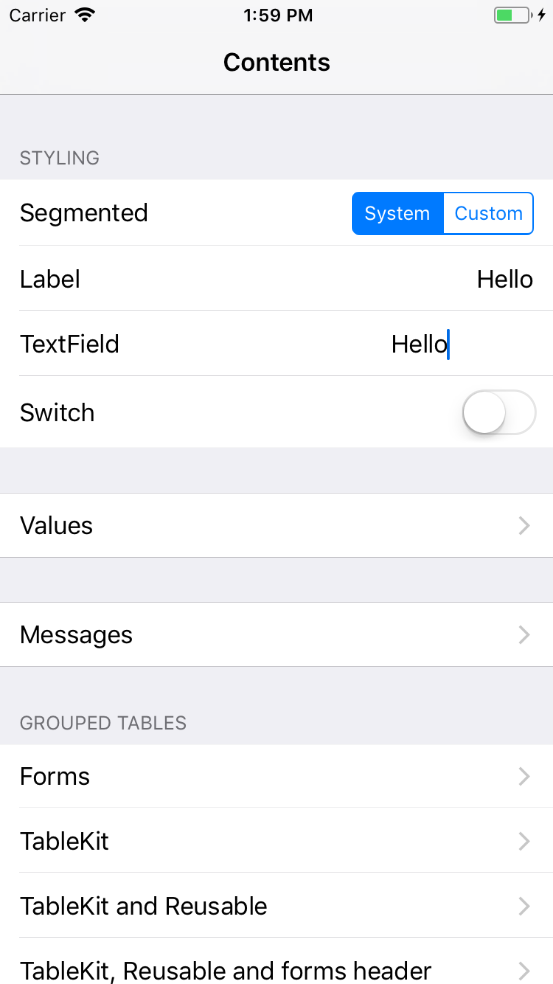 Carrier 1:59 PM
Contents
STYLING
Segmented System Custom
Label Hello
TextField Hello
Switch
Values
Messages
GROUPED TABLES
Forms
TableKit
TableKit and Reusable
TableKit, Reusable and forms header